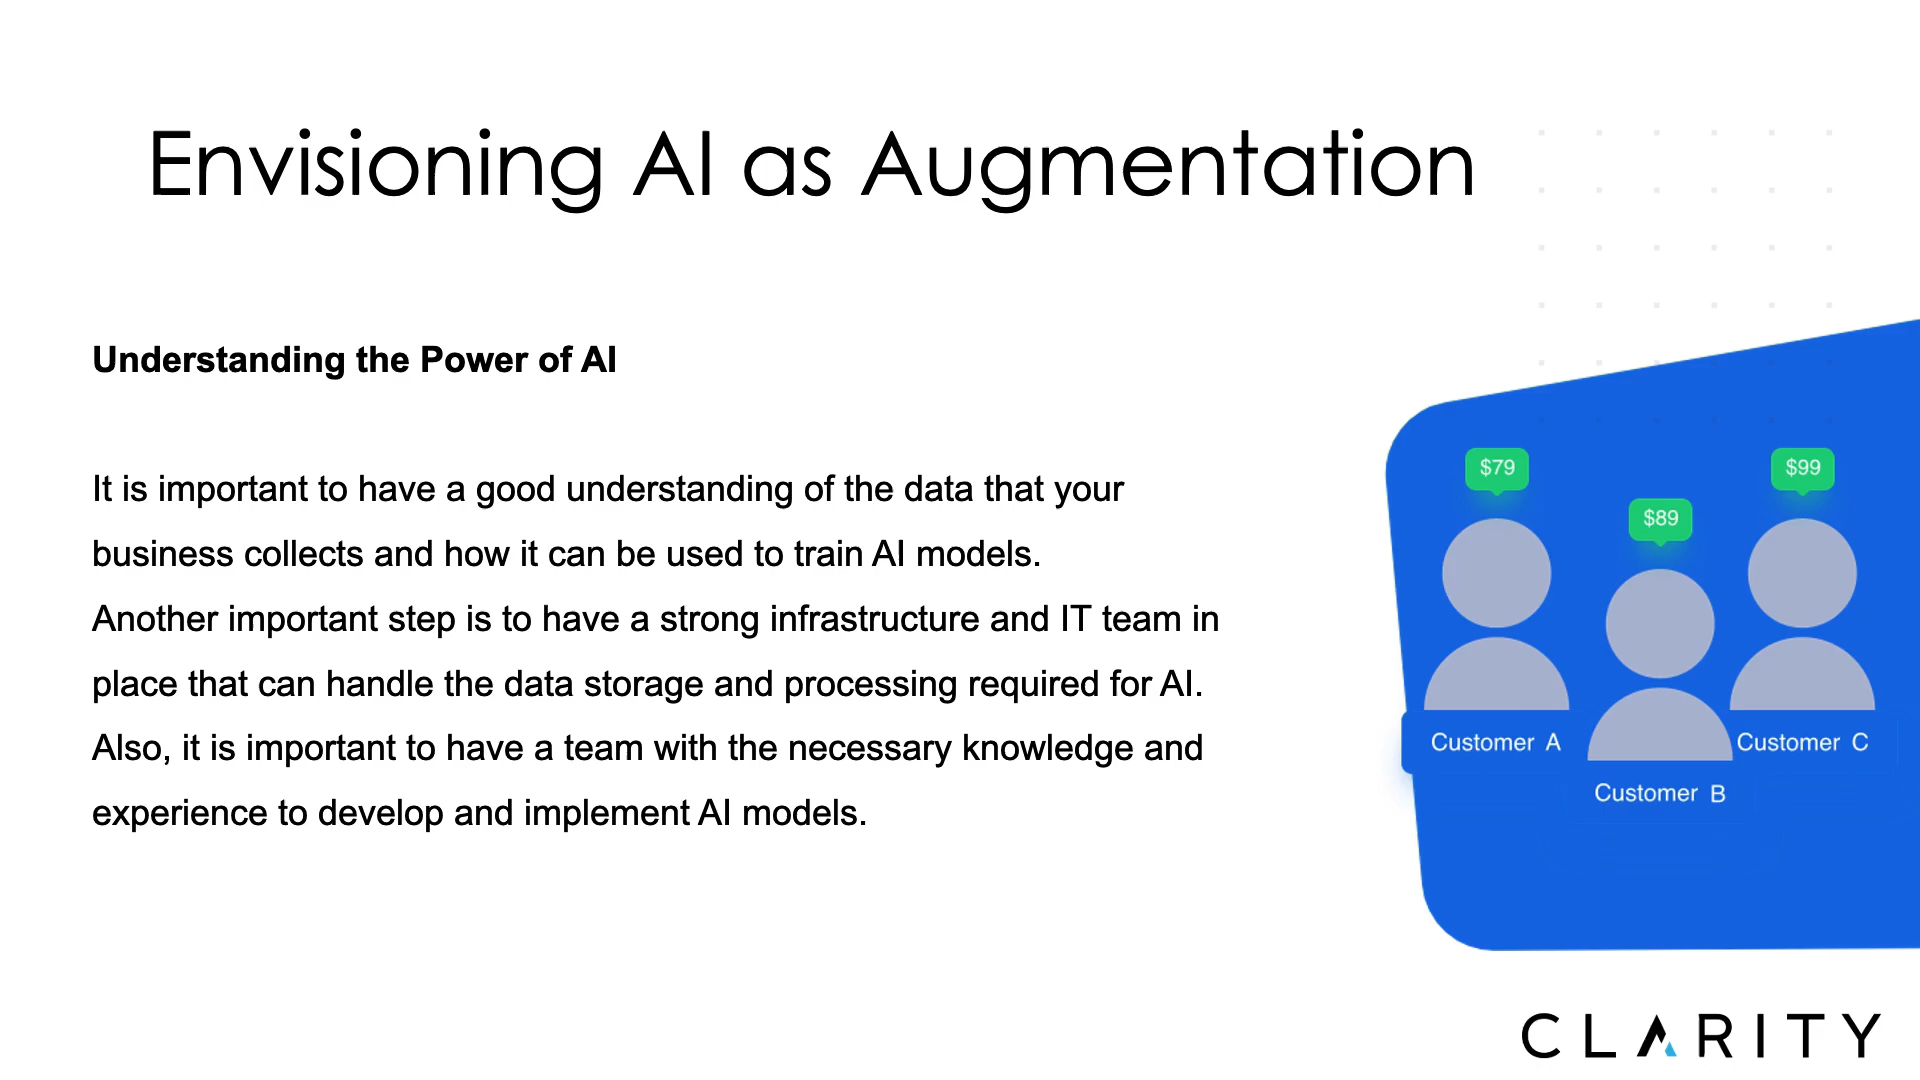 Envisioning AI as Augmentation
Understanding the Power of AI
It is important to have a good understanding of the data that your
business collects and how it can be used to train AI models.
Another important step is to have a strong infrastructure and IT team in
place that can handle the data storage and processing required for AI.
Also, it is important to have a team with the necessary knowledge and
experience to develop and implement AI models.
$79
$89
$99
Customer A
Customer B
Customer C
CLARITY